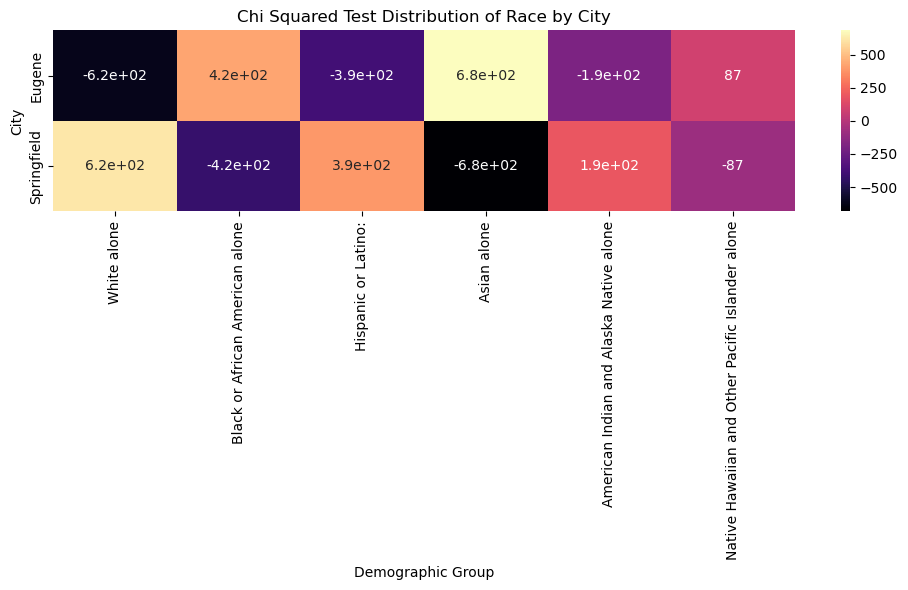 Chi Squared Test Distribution of Race by City
City
Eugene
-6.2e+02 4.2e+02 -3.9e+02 6.8e+02 -1.9e+02 87
Springfield
6.2e+02 -4.2e+02 3.9e+02 -6.8e+02 1.9e+02 -87
500
250
0
−250
−500
White alone
Black or African American alone
Hispanic or Latino:
Asian alone
American Indian and Alaska Native alone
Native Hawaiian and Other Pacific Islander alone
Demographic Group